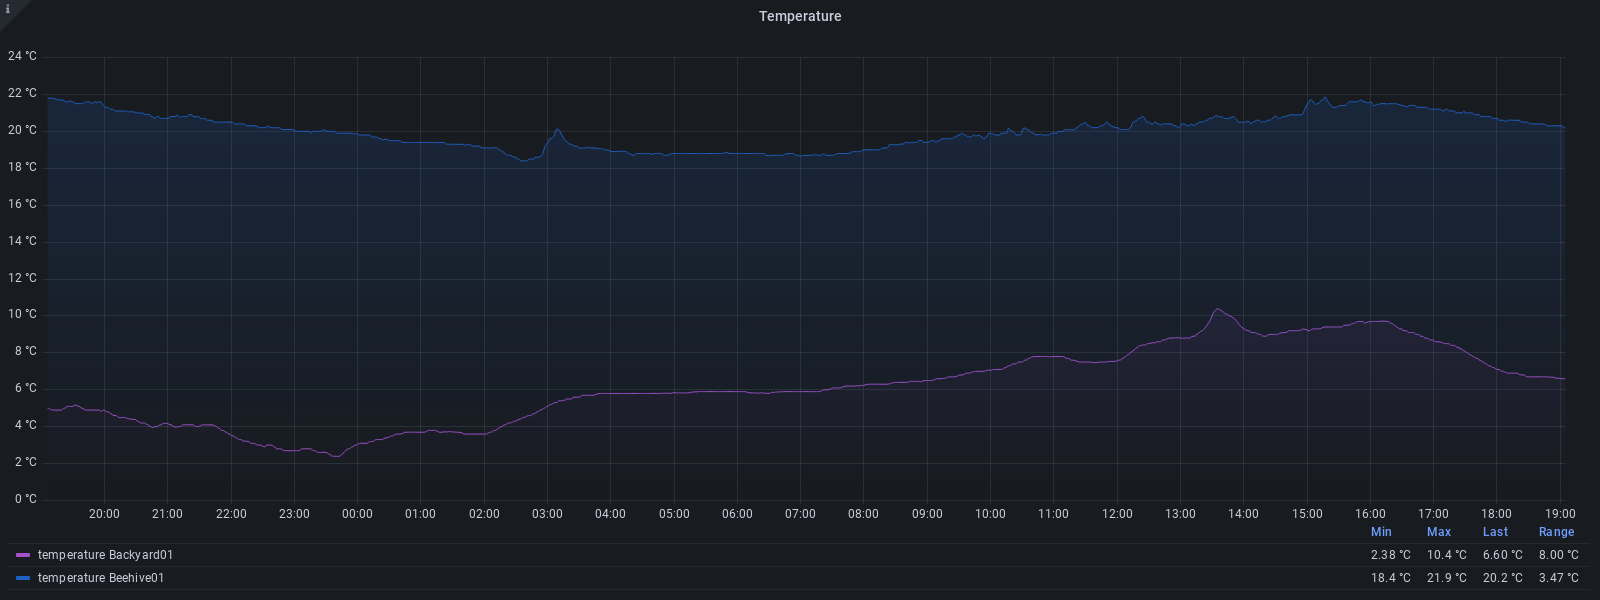 i
Temperature
24 °C
22 °C
20 °C
18 °C
16 °C
14 °C
12 °C
10 °C
8 °C
6 °C
4 °C
2 °C
0 °C
20:00 21:00 22:00 23:00 00:00 01:00 02:00 03:00 04:00 05:00 06:00 07:00 08:00 09:00 10:00 11:00 12:00 13:00 14:00 15:00 16:00 17:00 18:00 19:00
Min Max Last Range
temperature Backyard01 2.38 °C 10.4 °C 6.60 °C 8.00 °C
temperature Beehive01 18.4 °C 21.9 °C 20.2 °C 3.47 °C